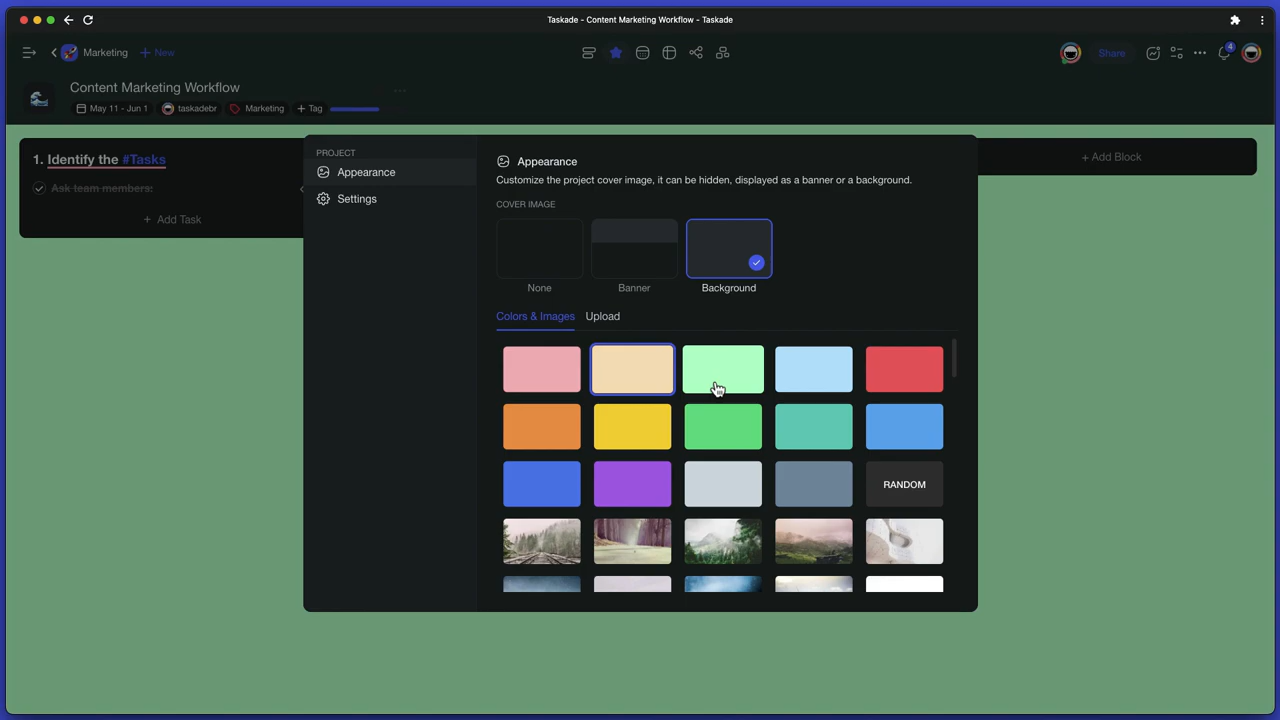 Taskade - Content Marketing Workflow - Taskade
Marketing + New
Share
4
Content Marketing Workflow
May 11 - Jun 1 taskadebr Marketing + Tag
1. Identify the #Tasks
Ask team members:
+ Add Task
+ Add Block
PROJECT
Appearance
Settings
Appearance
Customize the project cover image, it can be hidden, displayed as a banner or a background.
COVER IMAGE
None
Banner
Background
Colors & Images
Upload
RANDOM